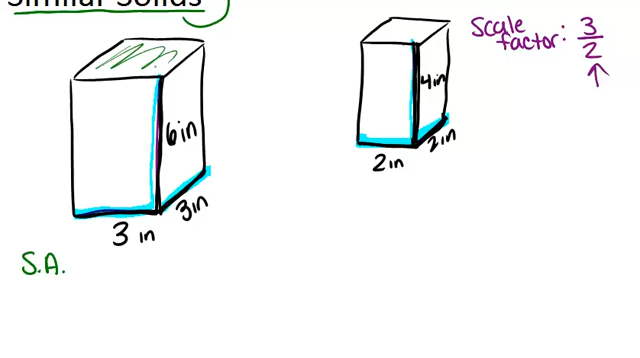 Similar Solids
Scale
factor: 3/2
6in
3in
3 in
4in
2in
2in
S.A.